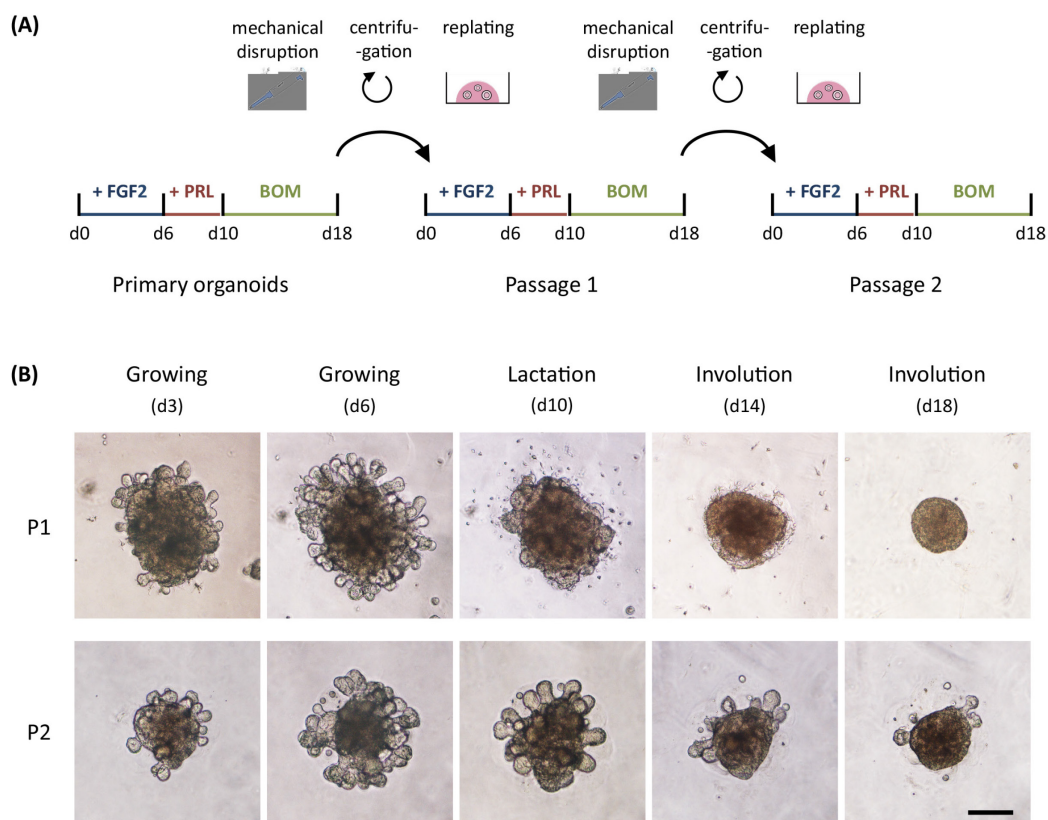 (A)
mechanical disruption
centrifu-
-gation
replating
mechanical disruption
centrifu-
-gation
replating
+ FGF2 + PRL BOM
d0 d6 d10 d18
Primary organoids
+ FGF2 + PRL BOM
d0 d6 d10 d18
Passage 1
+ FGF2 + PRL BOM
d0 d6 d10 d18
Passage 2
(B)
Growing
(d3)
Growing
(d6)
Lactation
(d10)
Involution
(d14)
Involution
(d18)
P1
P2